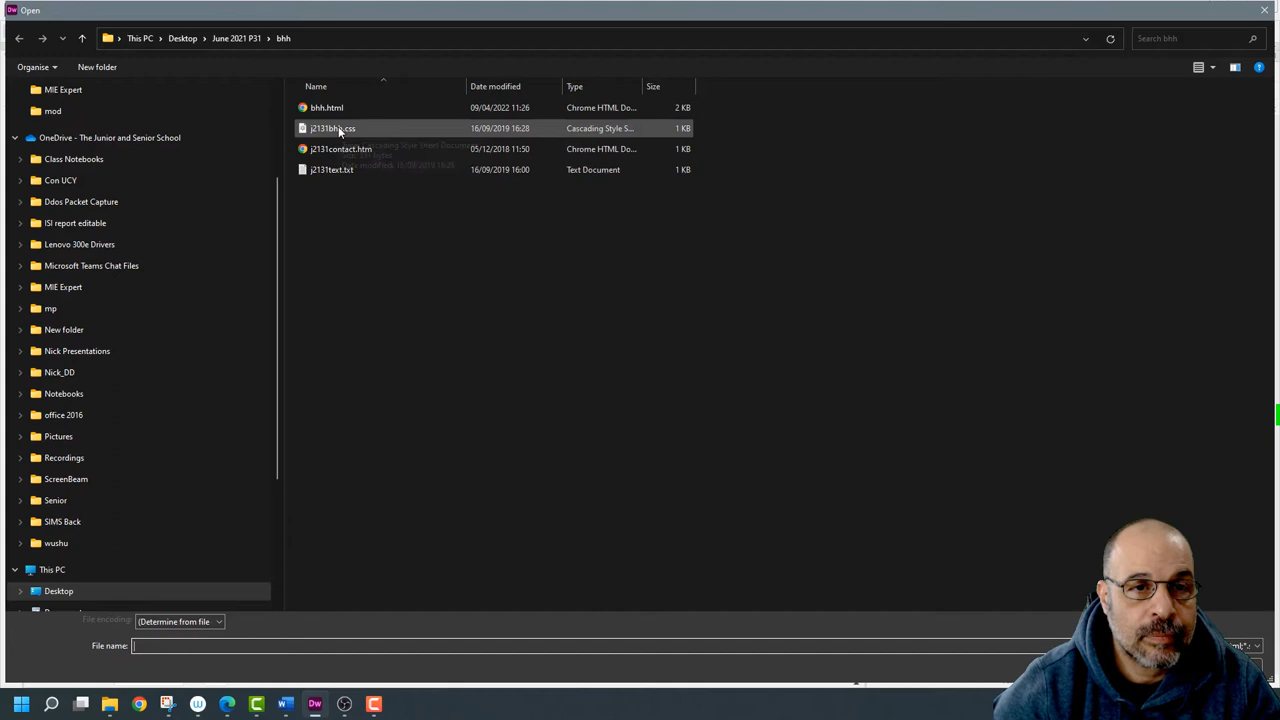 Dw Open
This PC > Desktop > June 2021 P31 > bhh
Search bhh
Organise
New folder
Name
Date modified
Type
Size
MIE Expert
mod
OneDrive - The Junior and Senior School
Class Notebooks
Con UCY
Ddos Packet Capture
ISI report editable
Lenovo 300e Drivers
Microsoft Teams Chat Files
MIE Expert
mp
New folder
Nick Presentations
Nick_DD
Notebooks
office 2016
Pictures
Recordings
ScreenBeam
Senior
SIMS Back
wushu
This PC
Desktop
bhh.html 09/04/2022 11:26 Chrome HTML Do... 2 KB
j2131bhh.css 16/09/2019 16:28 Cascading Style S... 1 KB
j2131contact.htm 05/12/2018 11:50 Chrome HTML Do... 1 KB
j2131text.txt 16/09/2019 16:00 Text Document 1 KB
File encoding: (Determine from file
File name:
Dw